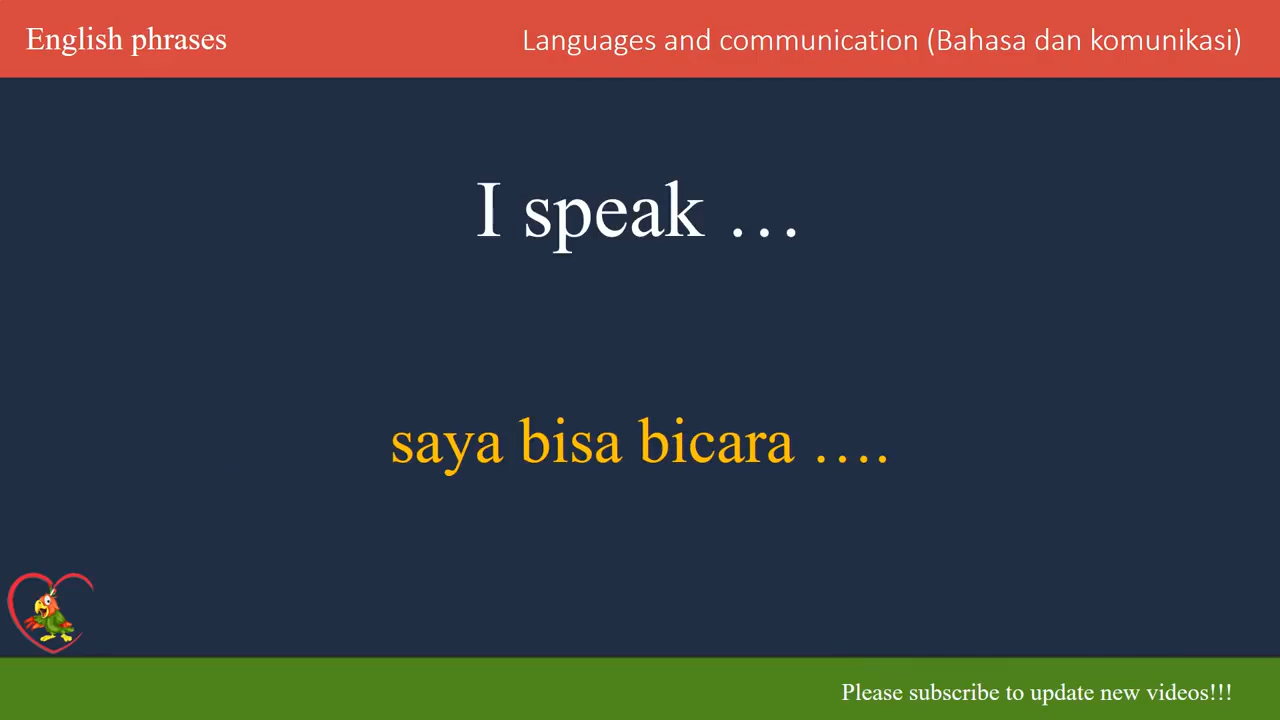 English phrases
Languages and communication (Bahasa dan komunikasi)
I speak …
saya bisa bicara ….
Please subscribe to update new videos!!!